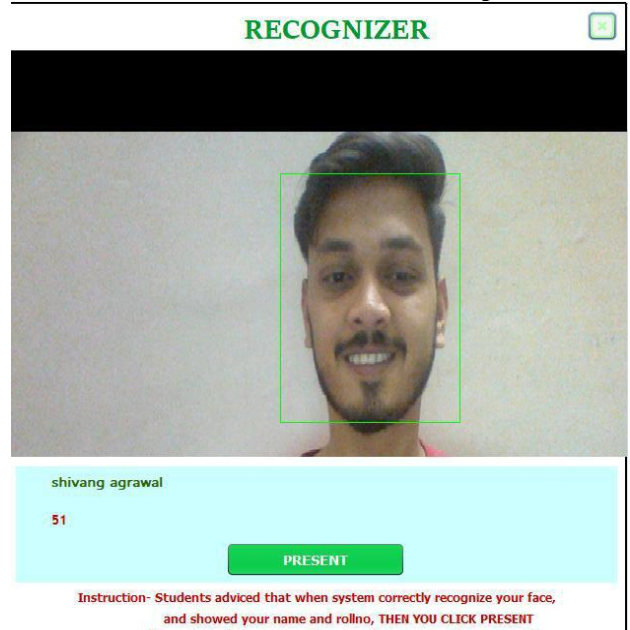 RECOGNIZER
shivang agrawal
51
PRESENT
Instruction- Students adviced that when system correctly recognize your face,
and showed your name and rollno, THEN YOU CLICK PRESENT